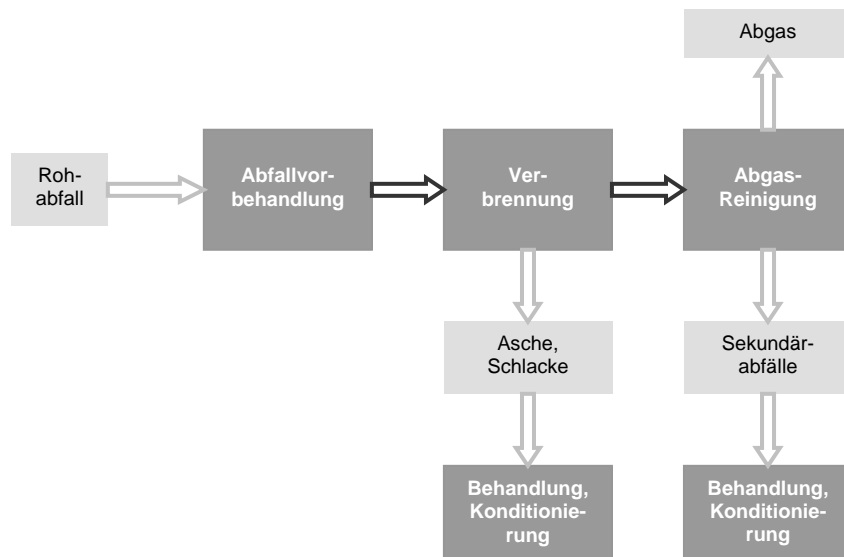 Abgas
Roh-
abfall
Abfallvor-
behandlung
Ver-
brennung
Abgas-
Reinigung
Asche,
Schlacke
Sekundär-
abfälle
Behandlung,
Konditionie-
rung
Behandlung,
Konditionie-
rung